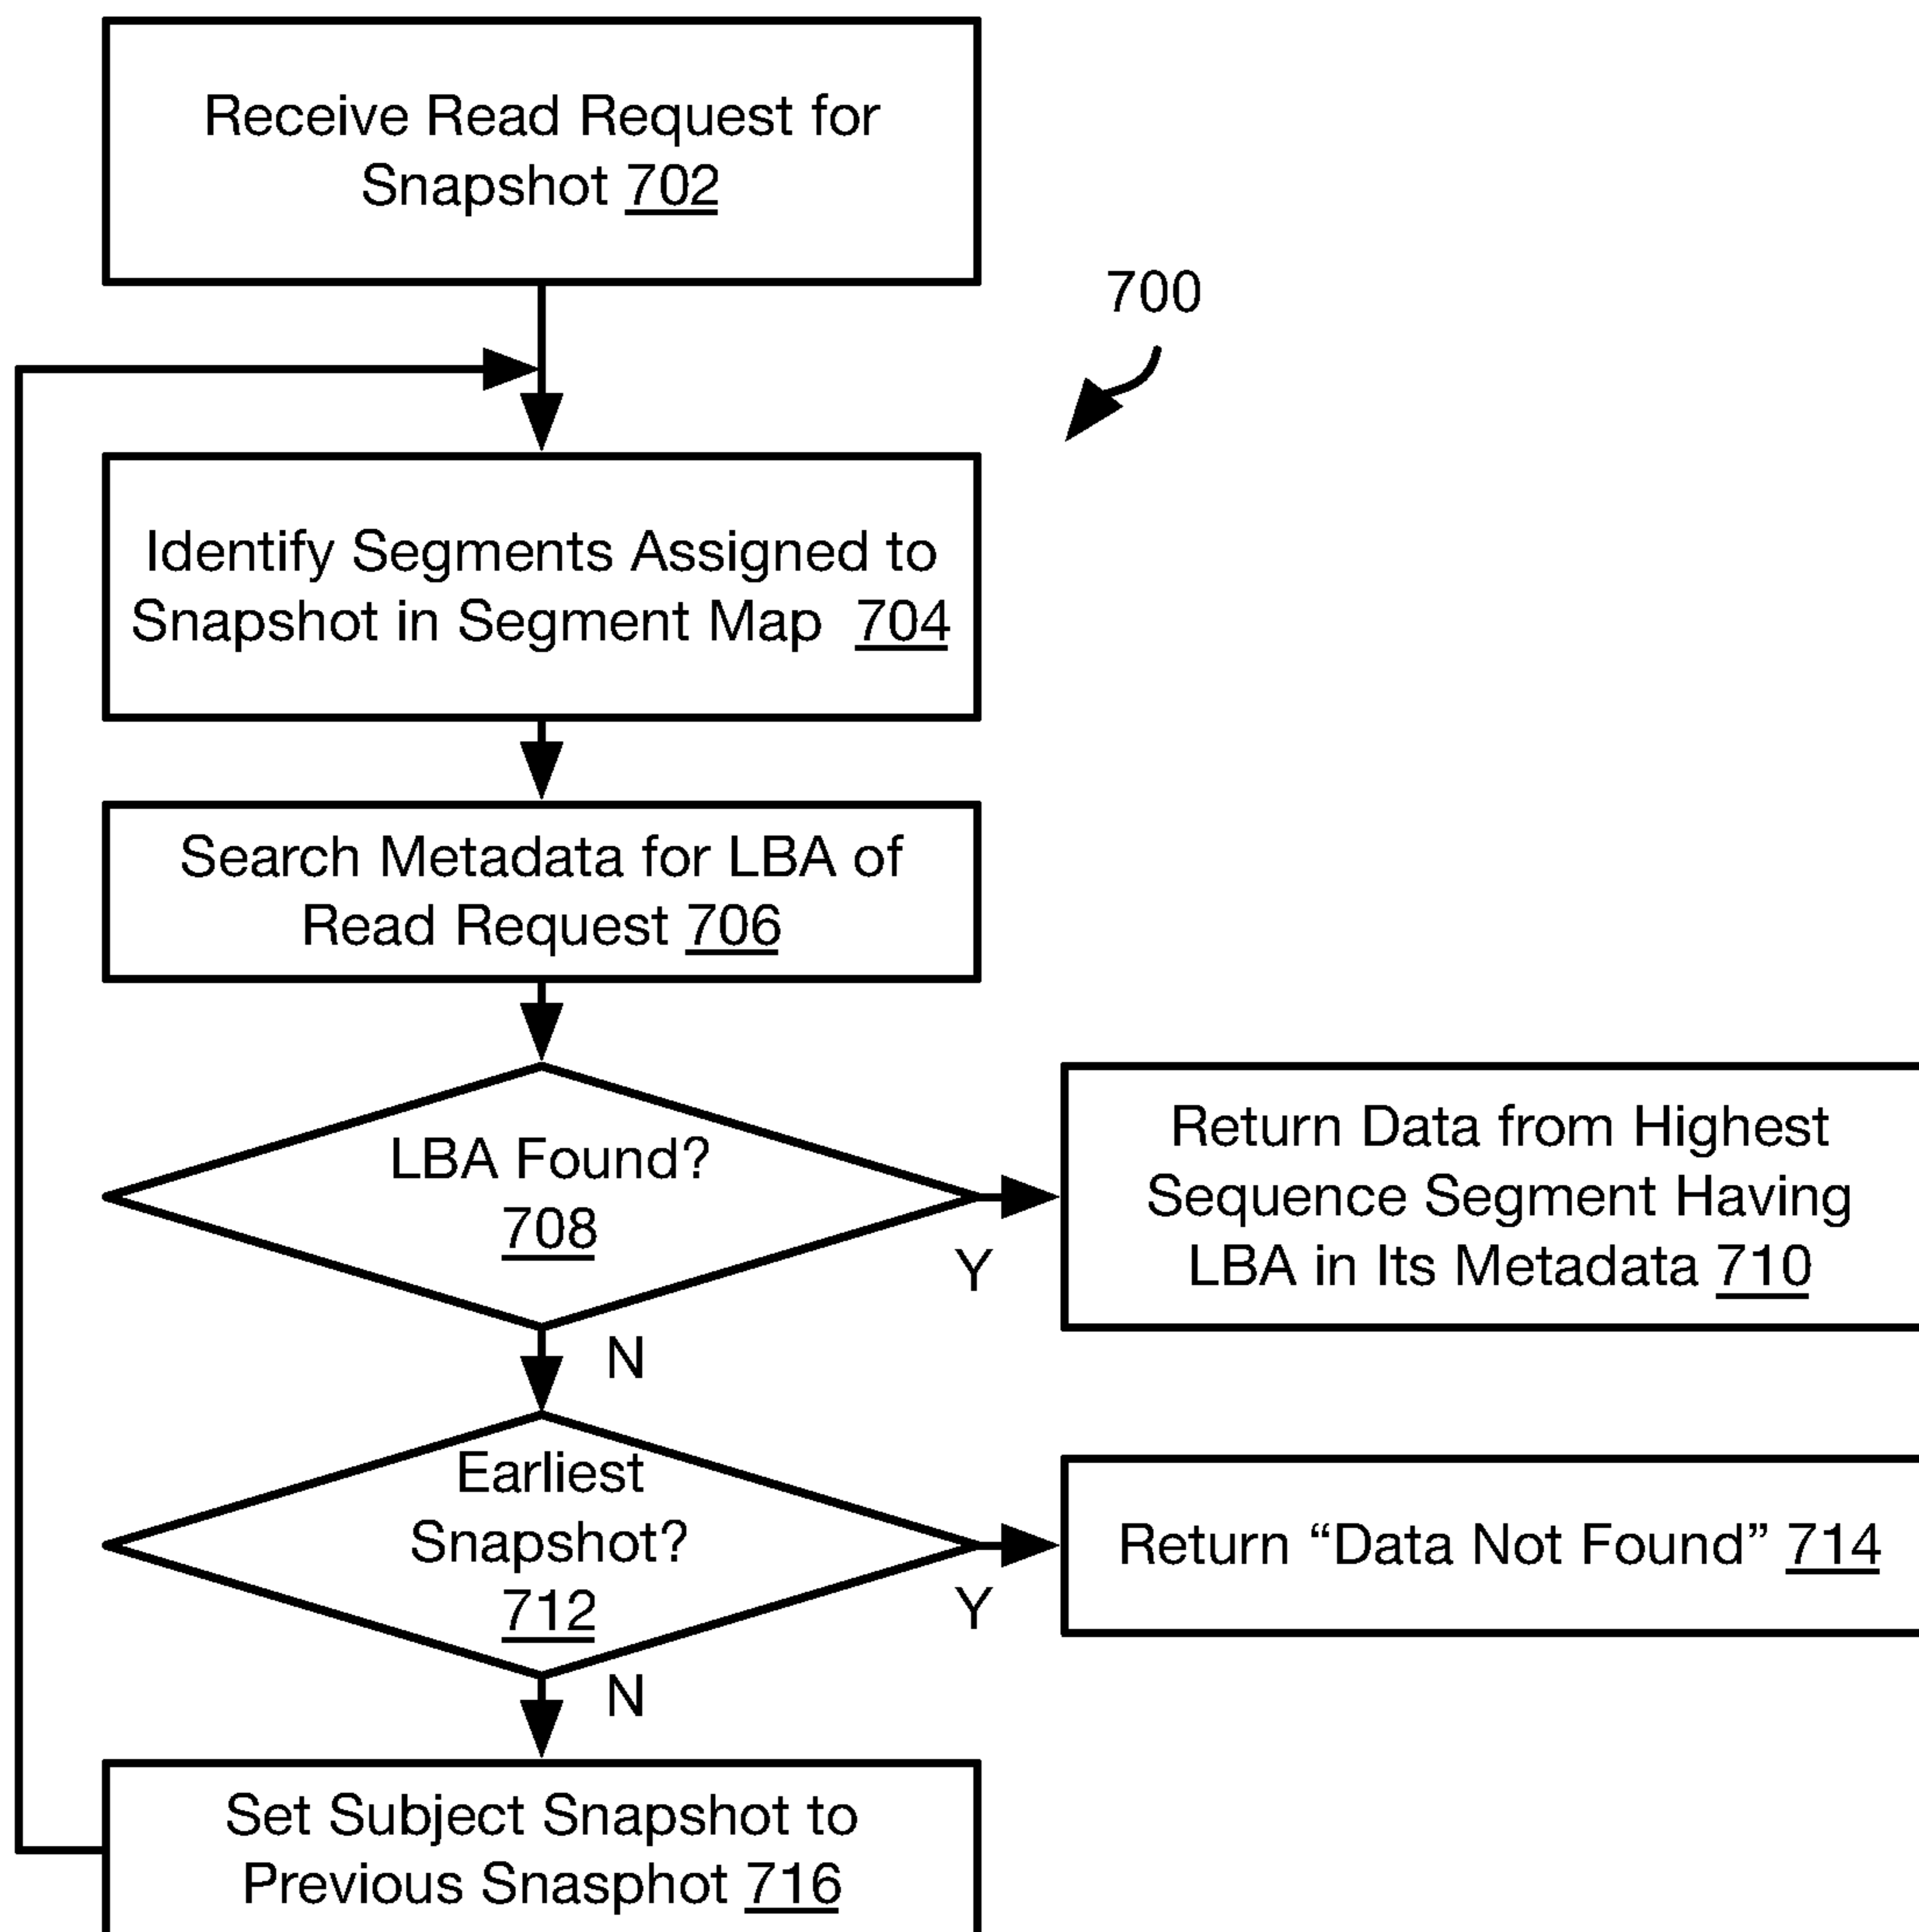 Receive Read Request for
Snapshot 702
700
Identify Segments Assigned to
Snapshot in Segment Map 704
Search Metadata for LBA of
Read Request 706
LBA Found?
708
Y
Return Data from Highest
Sequence Segment Having
LBA in Its Metadata 710
N
Earliest
Snapshot?
712
Y
Return “Data Not Found” 714
N
Set Subject Snapshot to
Previous Snasphot 716